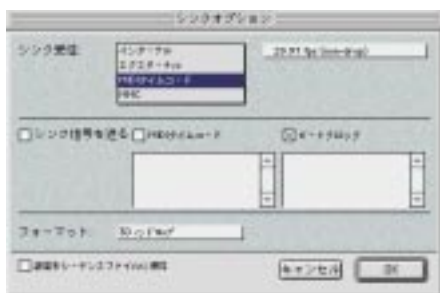 シンクオプション
シンク受信:
インターナル
エクスターナル
MIDIタイムコード
MMC
29.97 fps (non-drop)
シンク信号を送る
MIDIタイムコード
ビートクロック
フォーマット:
キャンセル
OK